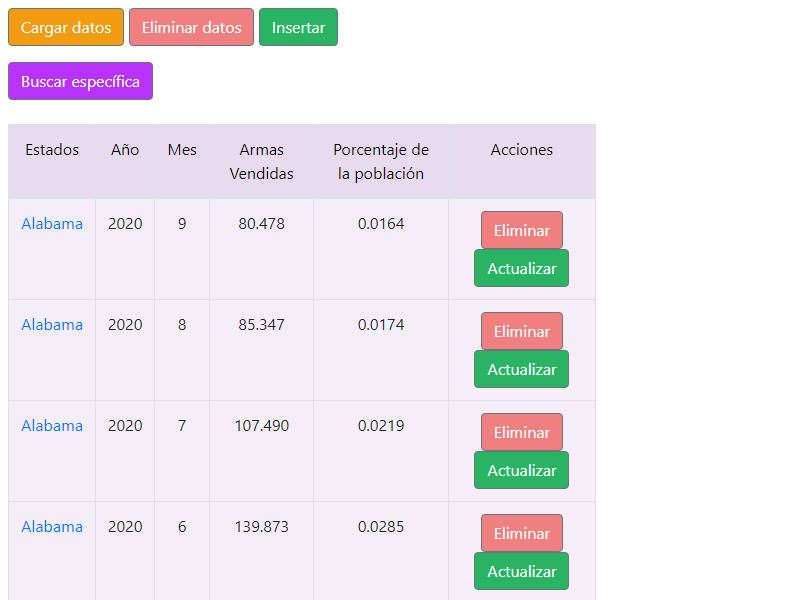 Cargar datos Eliminar datos Insertar
Buscar específica
Estados Año Mes Armas Vendidas Porcentaje de la población Acciones
Alabama 2020 9 80.478 0.0164 Eliminar
Actualizar
Alabama 2020 8 85.347 0.0174 Eliminar
Actualizar
Alabama 2020 7 107.490 0.0219 Eliminar
Actualizar
Alabama 2020 6 139.873 0.0285 Eliminar
Actualizar